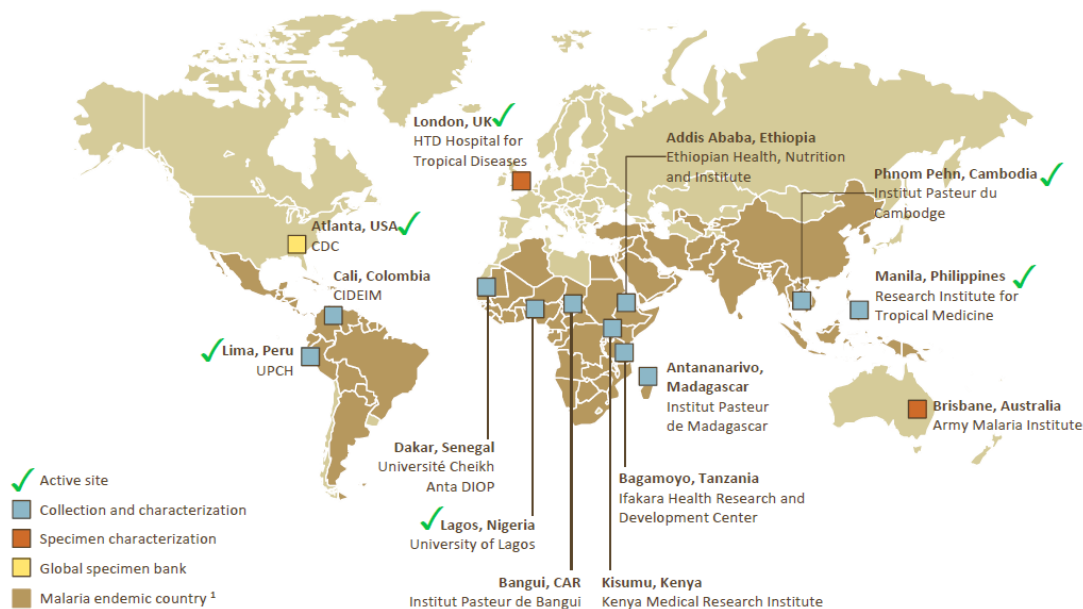 London, UK
HTD Hospital for
Tropical Diseases
Addis Ababa, Ethiopia
Ethiopian Health, Nutrition
and Institute
Phnom Pehn, Cambodia
Institut Pasteur du
Cambodge
Atlanta, USA
CDC
Cali, Colombia
CIDEIM
Manila, Philippines
Research Institute for
Tropical Medicine
Lima, Peru
UPCH
Antananarivo,
Madagascar
Institut Pasteur
de Madagascar
Brisbane, Australia
Army Malaria Institute
Dakar, Senegal
Université Cheikh
Anta DIOP
Bagamoyo, Tanzania
Ifakara Health Research and
Development Center
Lagos, Nigeria
University of Lagos
Bangui, CAR
Institut Pasteur de Bangui
Kisumu, Kenya
Kenya Medical Research Institute
Active site
Collection and characterization
Specimen characterization
Global specimen bank
Malaria endemic country ¹